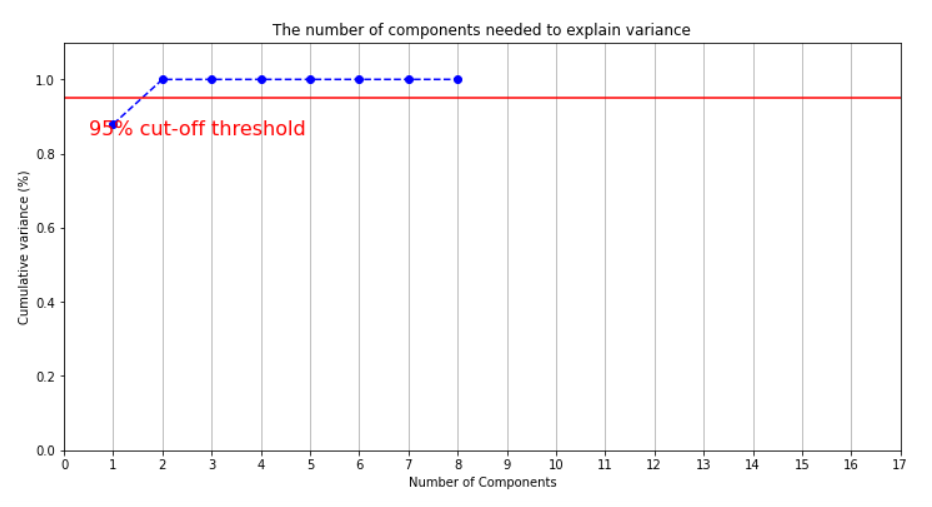 The number of components needed to explain variance
1.0
95% cut-off threshold
0.8
0.6
0.4
0.2
0.0
Cumulative variance (%)
0 1 2 3 4 5 6 7 8 9 10 11 12 13 14 15 16 17
Number of Components